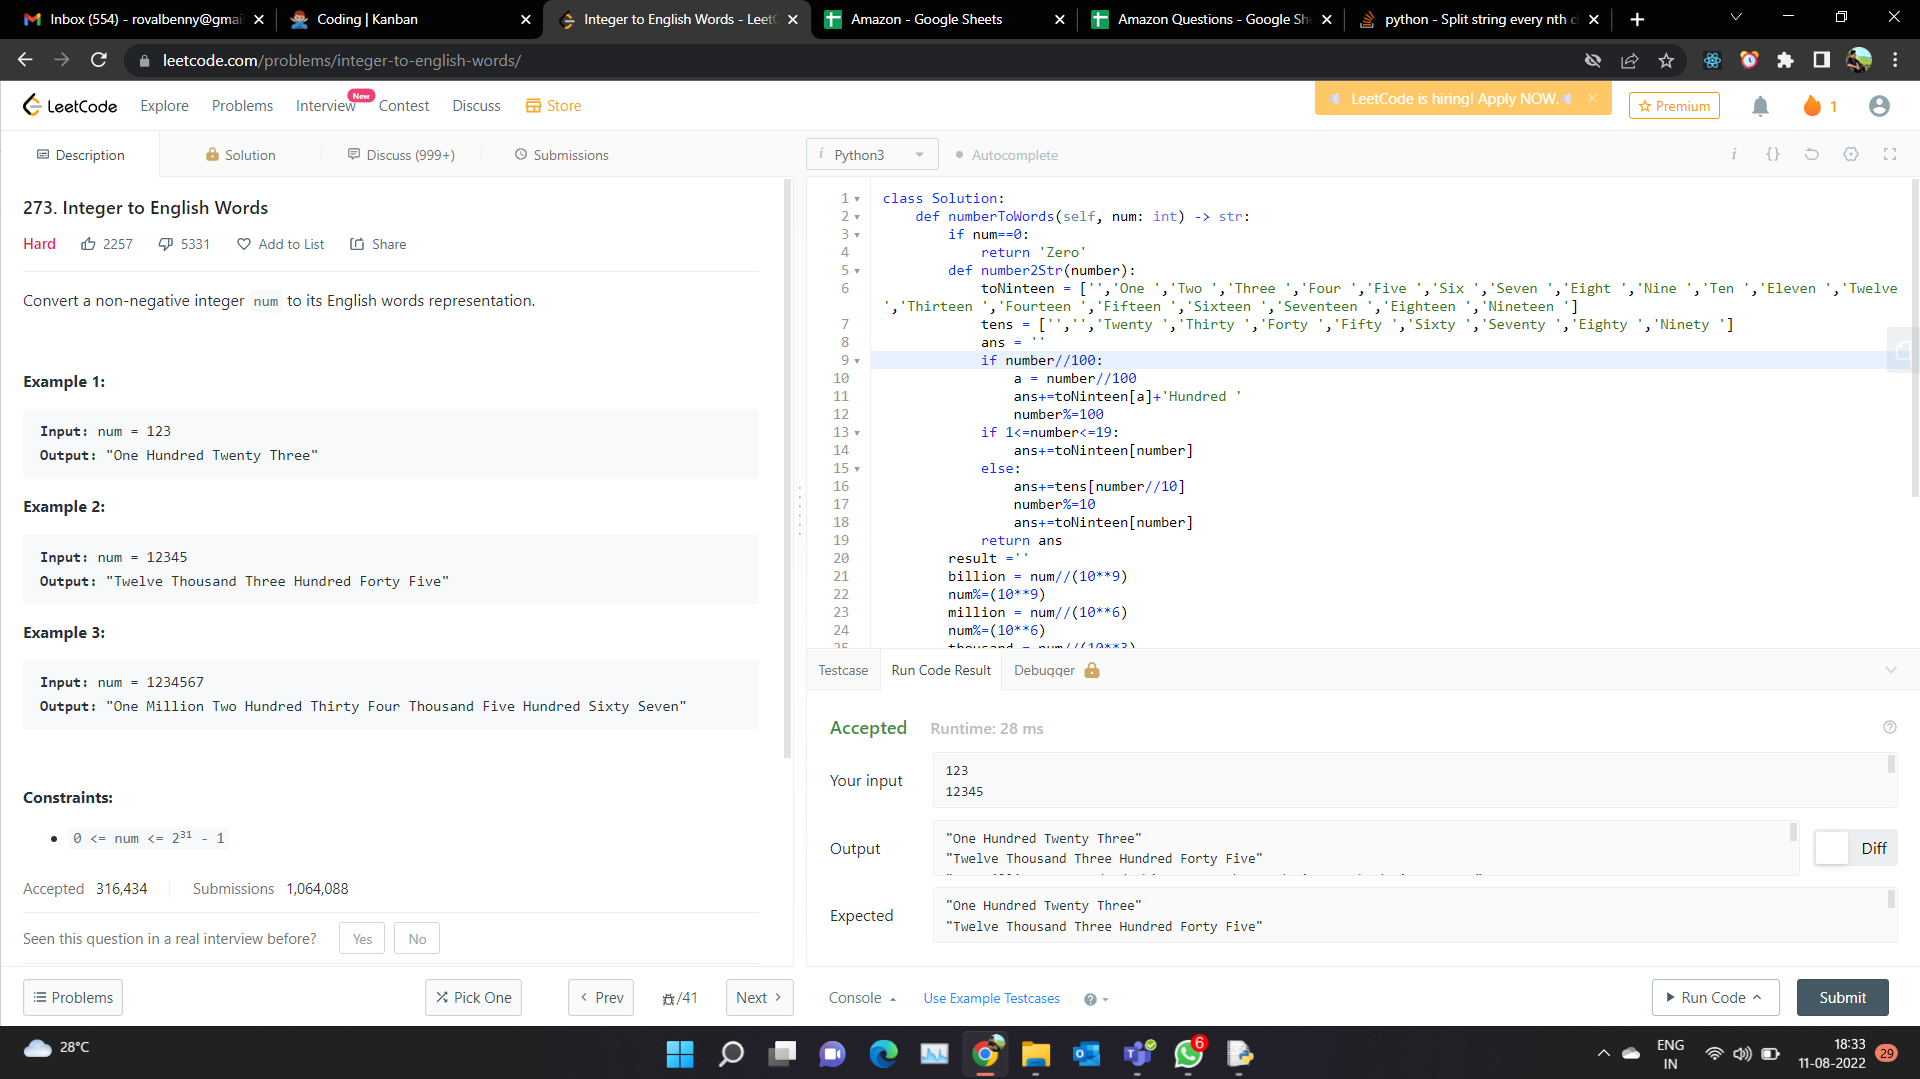 Inbox (554) - rovalbenny@gmai
Coding | Kanban
Integer to English Words - LeetC
Amazon - Google Sheets
Amazon Questions - Google Sh
python - Split string every nth c
leetcode.com/problems/integer-to-english-words/
LeetCode
Explore
Problems
Interview
New
Contest
Discuss
Store
LeetCode is hiring! Apply NOW.
Premium
1
Description
Solution
Discuss (999+)
Submissions
i Python3
Autocomplete
273. Integer to English Words
Hard
2257
5331
Add to List
Share
Convert a non-negative integer num to its English words representation.
Example 1:
Input: num = 123
Output: "One Hundred Twenty Three"
Example 2:
Input: num = 12345
Output: "Twelve Thousand Three Hundred Forty Five"
Example 3:
Input: num = 1234567
Output: "One Million Two Hundred Thirty Four Thousand Five Hundred Sixty Seven"
Constraints:
0 <= num <= 2³¹ - 1
Accepted 316,434
Submissions 1,064,088
Seen this question in a real interview before?
Yes
No
1 class Solution:
2 def numberToWords(self, num: int) -> str:
3 if num==0:
4 return 'Zero'
5 def number2Str(number):
6 toNinteen = ['','One ','Two ','Three ','Four ','Five ','Six ','Seven ','Eight ','Nine ','Ten ','Eleven ','Twelve
','Thirteen ','Fourteen ','Fifteen ','Sixteen ','Seventeen ','Eighteen ','Nineteen ']
7 tens = ['','','Twenty ','Thirty ','Forty ','Fifty ','Sixty ','Seventy ','Eighty ','Ninety ']
8 ans = ''
9 if number//100:
10 a = number//100
11 ans+=toNinteen[a]+'Hundred '
12 number%=100
13 if 1<=number<=19:
14 ans+=toNinteen[number]
15 else:
16 ans+=tens[number//10]
17 number%=10
18 ans+=toNinteen[number]
19 return ans
20 result =''
21 billion = num//(10**9)
22 num%=(10**9)
23 million = num//(10**6)
24 num%=(10**6)
25 thousand = num//(10**3)
Testcase
Run Code Result
Debugger
Accepted
Runtime: 28 ms
Your input
123
12345
Output
"One Hundred Twenty Three"
"Twelve Thousand Three Hundred Forty Five"
Diff
Expected
"One Hundred Twenty Three"
"Twelve Thousand Three Hundred Forty Five"
Problems
Pick One
Prev
/41
Next
Console
Use Example Testcases
Run Code
Submit
28°C
6
ENG
IN
18:33
11-08-2022
29